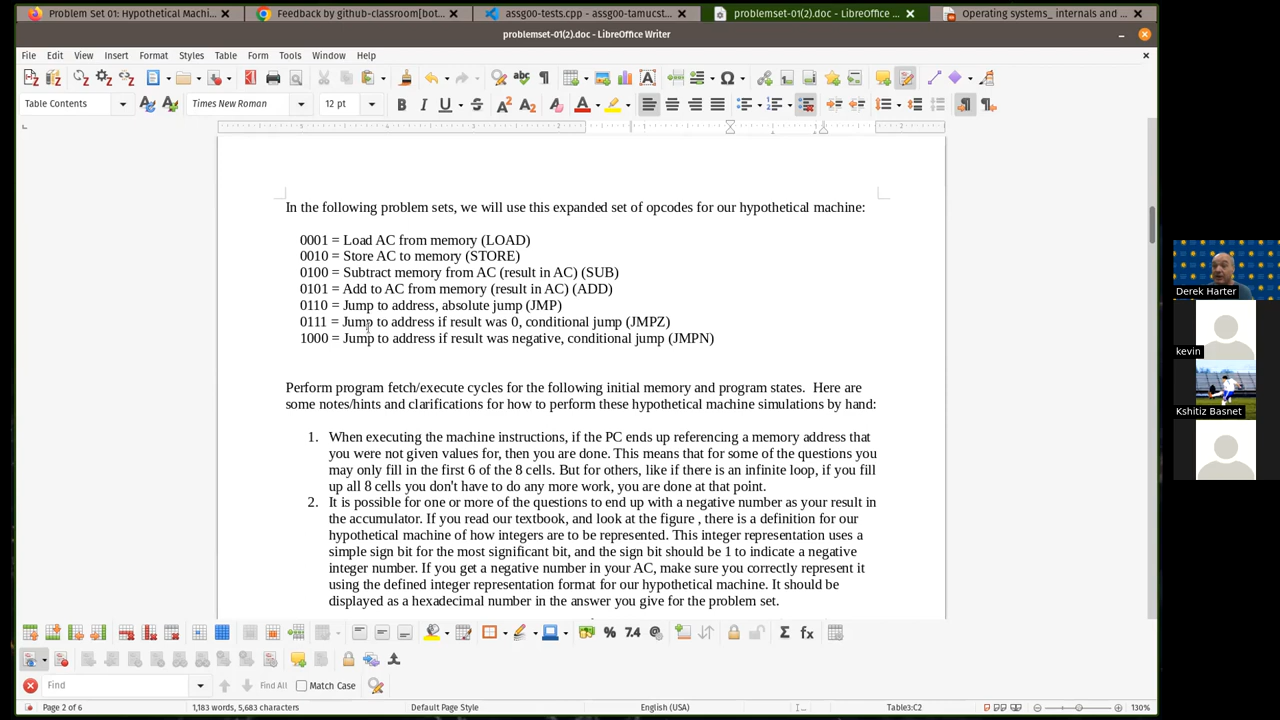 Problem Set 01: Hypothetical Machi...
Feedback by github-classroom[bot...
assg00-tests.cpp - assg00-tamucst...
problemset-01(2).doc - LibreOffice ...
Operating systems_ internals and ...
problemset-01(2).doc - LibreOffice Writer
File Edit View Insert Format Styles Table Form Tools Window Help
Table Contents Times New Roman 12 pt
In the following problem sets, we will use this expanded set of opcodes for our hypothetical machine:
0001 = Load AC from memory (LOAD)
0010 = Store AC to memory (STORE)
0100 = Subtract memory from AC (result in AC) (SUB)
0101 = Add to AC from memory (result in AC) (ADD)
0110 = Jump to address, absolute jump (JMP)
0111 = Jump to address if result was 0, conditional jump (JMPZ)
1000 = Jump to address if result was negative, conditional jump (JMPN)
Perform program fetch/execute cycles for the following initial memory and program states.  Here are
some notes/hints and clarifications for how to perform these hypothetical machine simulations by hand:
1. When executing the machine instructions, if the PC ends up referencing a memory address that
you were not given values for, then you are done. This means that for some of the questions you
may only fill in the first 6 of the 8 cells. But for others, like if there is an infinite loop, if you fill
up all 8 cells you don't have to do any more work, you are done at that point.
2. It is possible for one or more of the questions to end up with a negative number as your result in
the accumulator. If you read our textbook, and look at the figure , there is a definition for our
hypothetical machine of how integers are to be represented. This integer representation uses a
simple sign bit for the most significant bit, and the sign bit should be 1 to indicate a negative
integer number. If you get a negative number in your AC, make sure you correctly represent it
using the defined integer representation format for our hypothetical machine. It should be
displayed as a hexadecimal number in the answer you give for the problem set.
Find Find All Match Case
Page 2 of 6 1,183 words, 5,683 characters Default Page Style English (USA) Table3:C2 130%
Derek Harter
kevin
Kshitiz Basnet